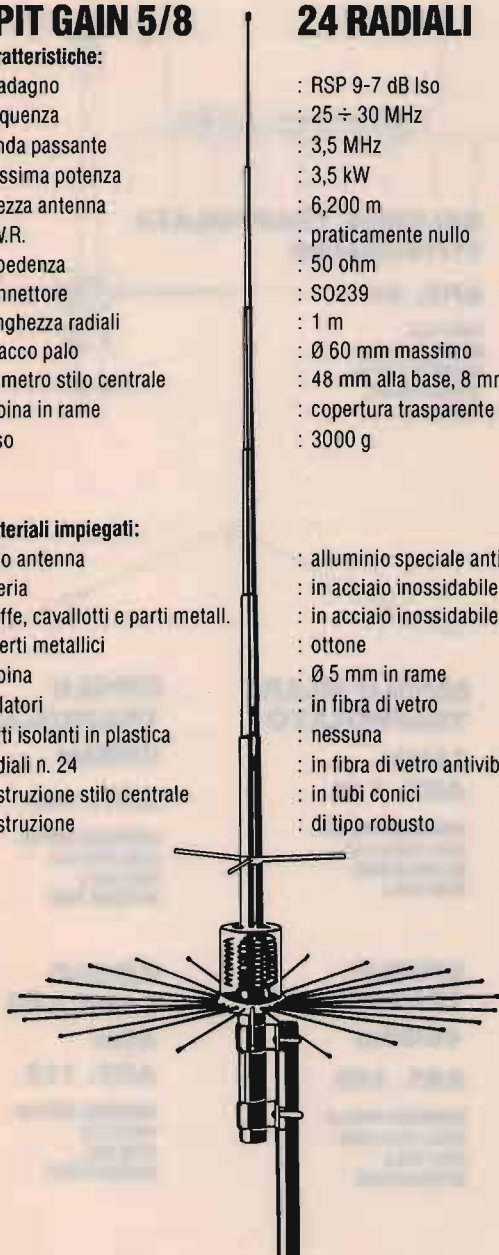 PIT GAIN 5/8 24 RADIALI
ratteristiche:
adagno : RSP 9-7 dB Iso
quenza : 25 ÷ 30 MHz
nda passante : 3,5 MHz
ssima potenza : 3,5 kW
ezza antenna : 6,200 m
W.R. : praticamente nullo
pedenza : 50 ohm
nnettore : SO239
nghezza radiali : 1 m
acco palo : Ø 60 mm massimo
metro stilo centrale : 48 mm alla base, 8 mm
bina in rame : copertura trasparente
so : 3000 g
teriali impiegati:
o antenna : alluminio speciale anti
eria : in acciaio inossidabile
ffe, cavallotti e parti metall. : in acciaio inossidabile
erti metallici : ottone
bina : Ø 5 mm in rame
latori : in fibra di vetro
ti isolanti in plastica : nessuna
diali n. 24 : in fibra di vetro antivib
struzione stilo centrale : in tubi conici
struzione : di tipo robusto